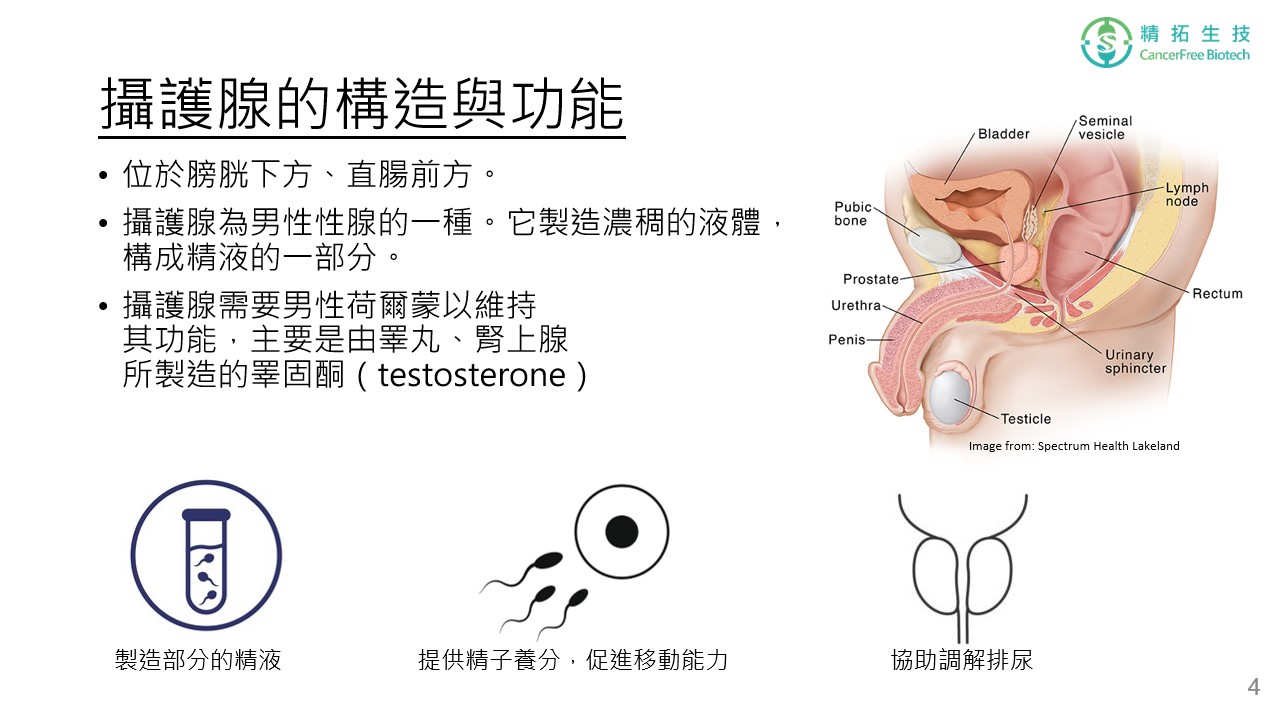 精拓生技
CancerFree Biotech
攝護腺的構造與功能
• 位於膀胱下方、直腸前方。
• 攝護腺為男性性腺的一種。它製造濃稠的液體，
構成精液的一部分。
• 攝護腺需要男性荷爾蒙以維持
其功能，主要是由睪丸、腎上腺
所製造的睪固酮（testosterone）
Bladder
Seminal
vesicle
Lymph
node
Pubic
bone
Prostate
Urethra
Penis
Rectum
Urinary
sphincter
Testicle
Image from: Spectrum Health Lakeland
製造部分的精液
提供精子養分，促進移動能力
協助調解排尿
4